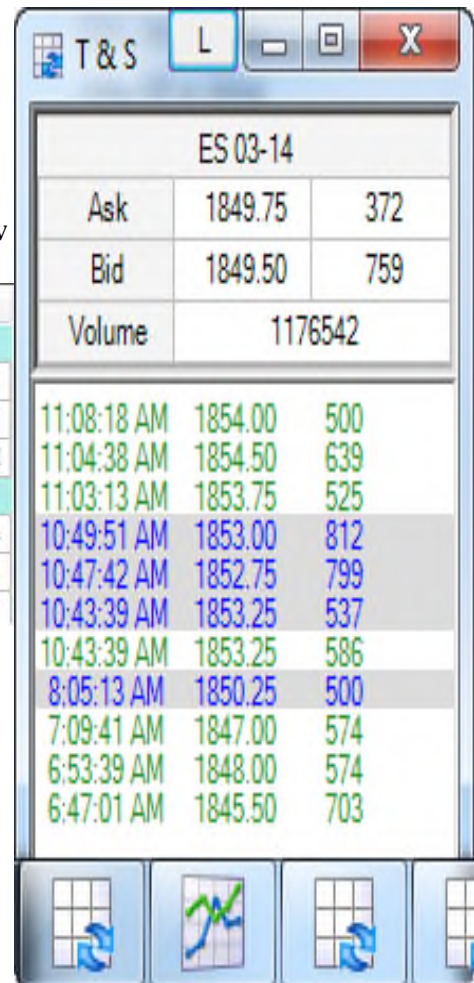 T & S L X
ES 03-14
Ask 1849.75 372
Bid 1849.50 759
Volume 1176542
11:08:18 AM 1854.00 500
11:04:38 AM 1854.50 639
11:03:13 AM 1853.75 525
10:49:51 AM 1853.00 812
10:47:42 AM 1852.75 799
10:43:39 AM 1853.25 537
10:43:39 AM 1853.25 586
8:05:13 AM 1850.25 500
7:09:41 AM 1847.00 574
6:53:39 AM 1848.00 574
6:47:01 AM 1845.50 703